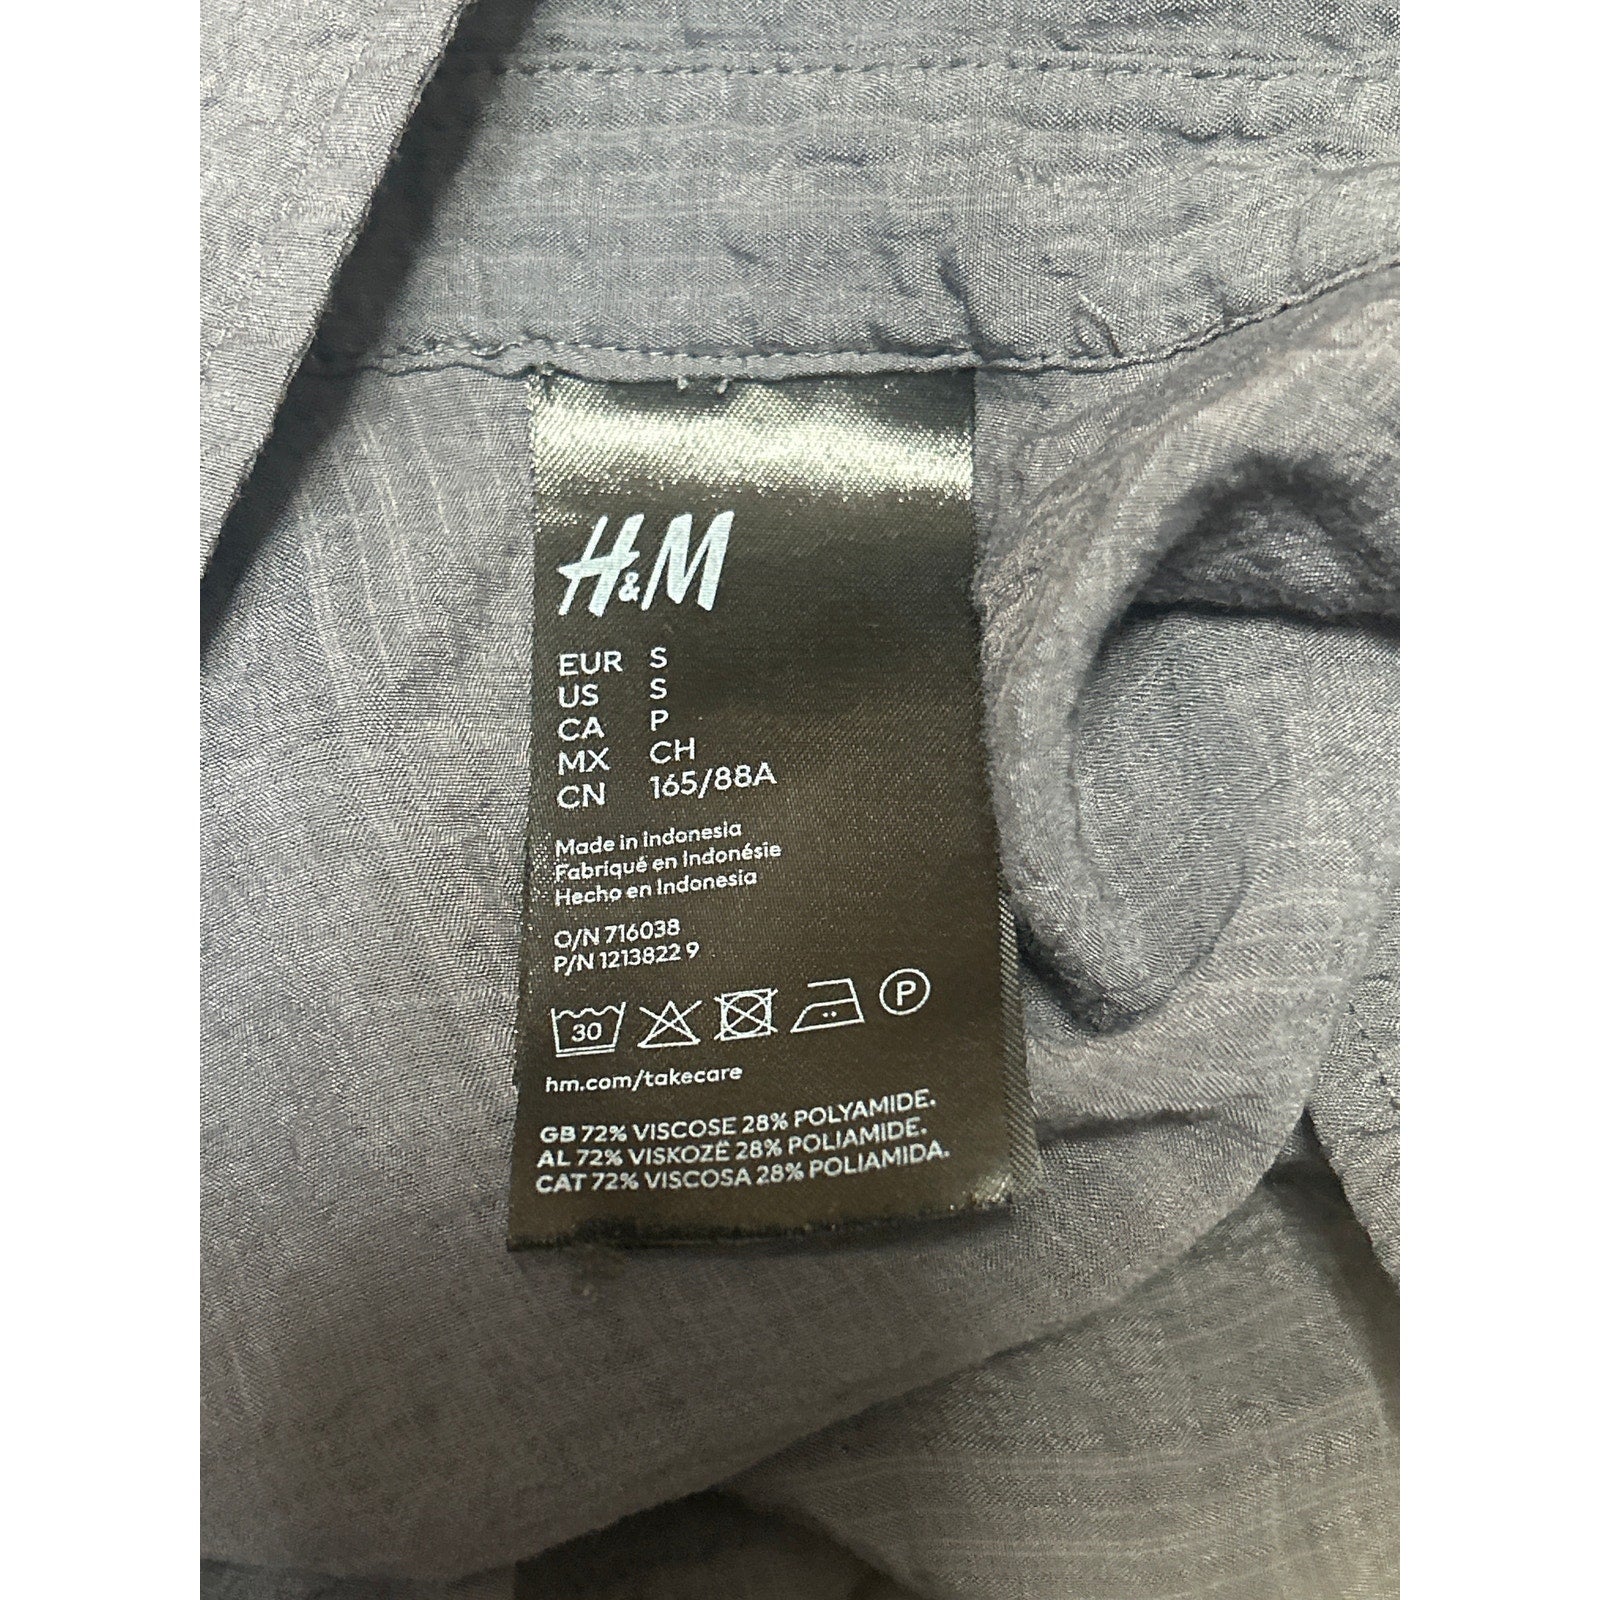 H&M
EUR S
US S
CA P
MX CH
CN 165/88A
Made in Indonesia
Fabriqué en Indonésie
Hecho en Indonesia
O/N 716038
P/N 1213822 9
30
P
hm.com/takecare
GB 72% VISCOSE 28% POLYAMIDE.
AL 72% VISKOZË 28% POLIAMIDE.
CAT 72% VISCOSA 28% POLIAMIDA.